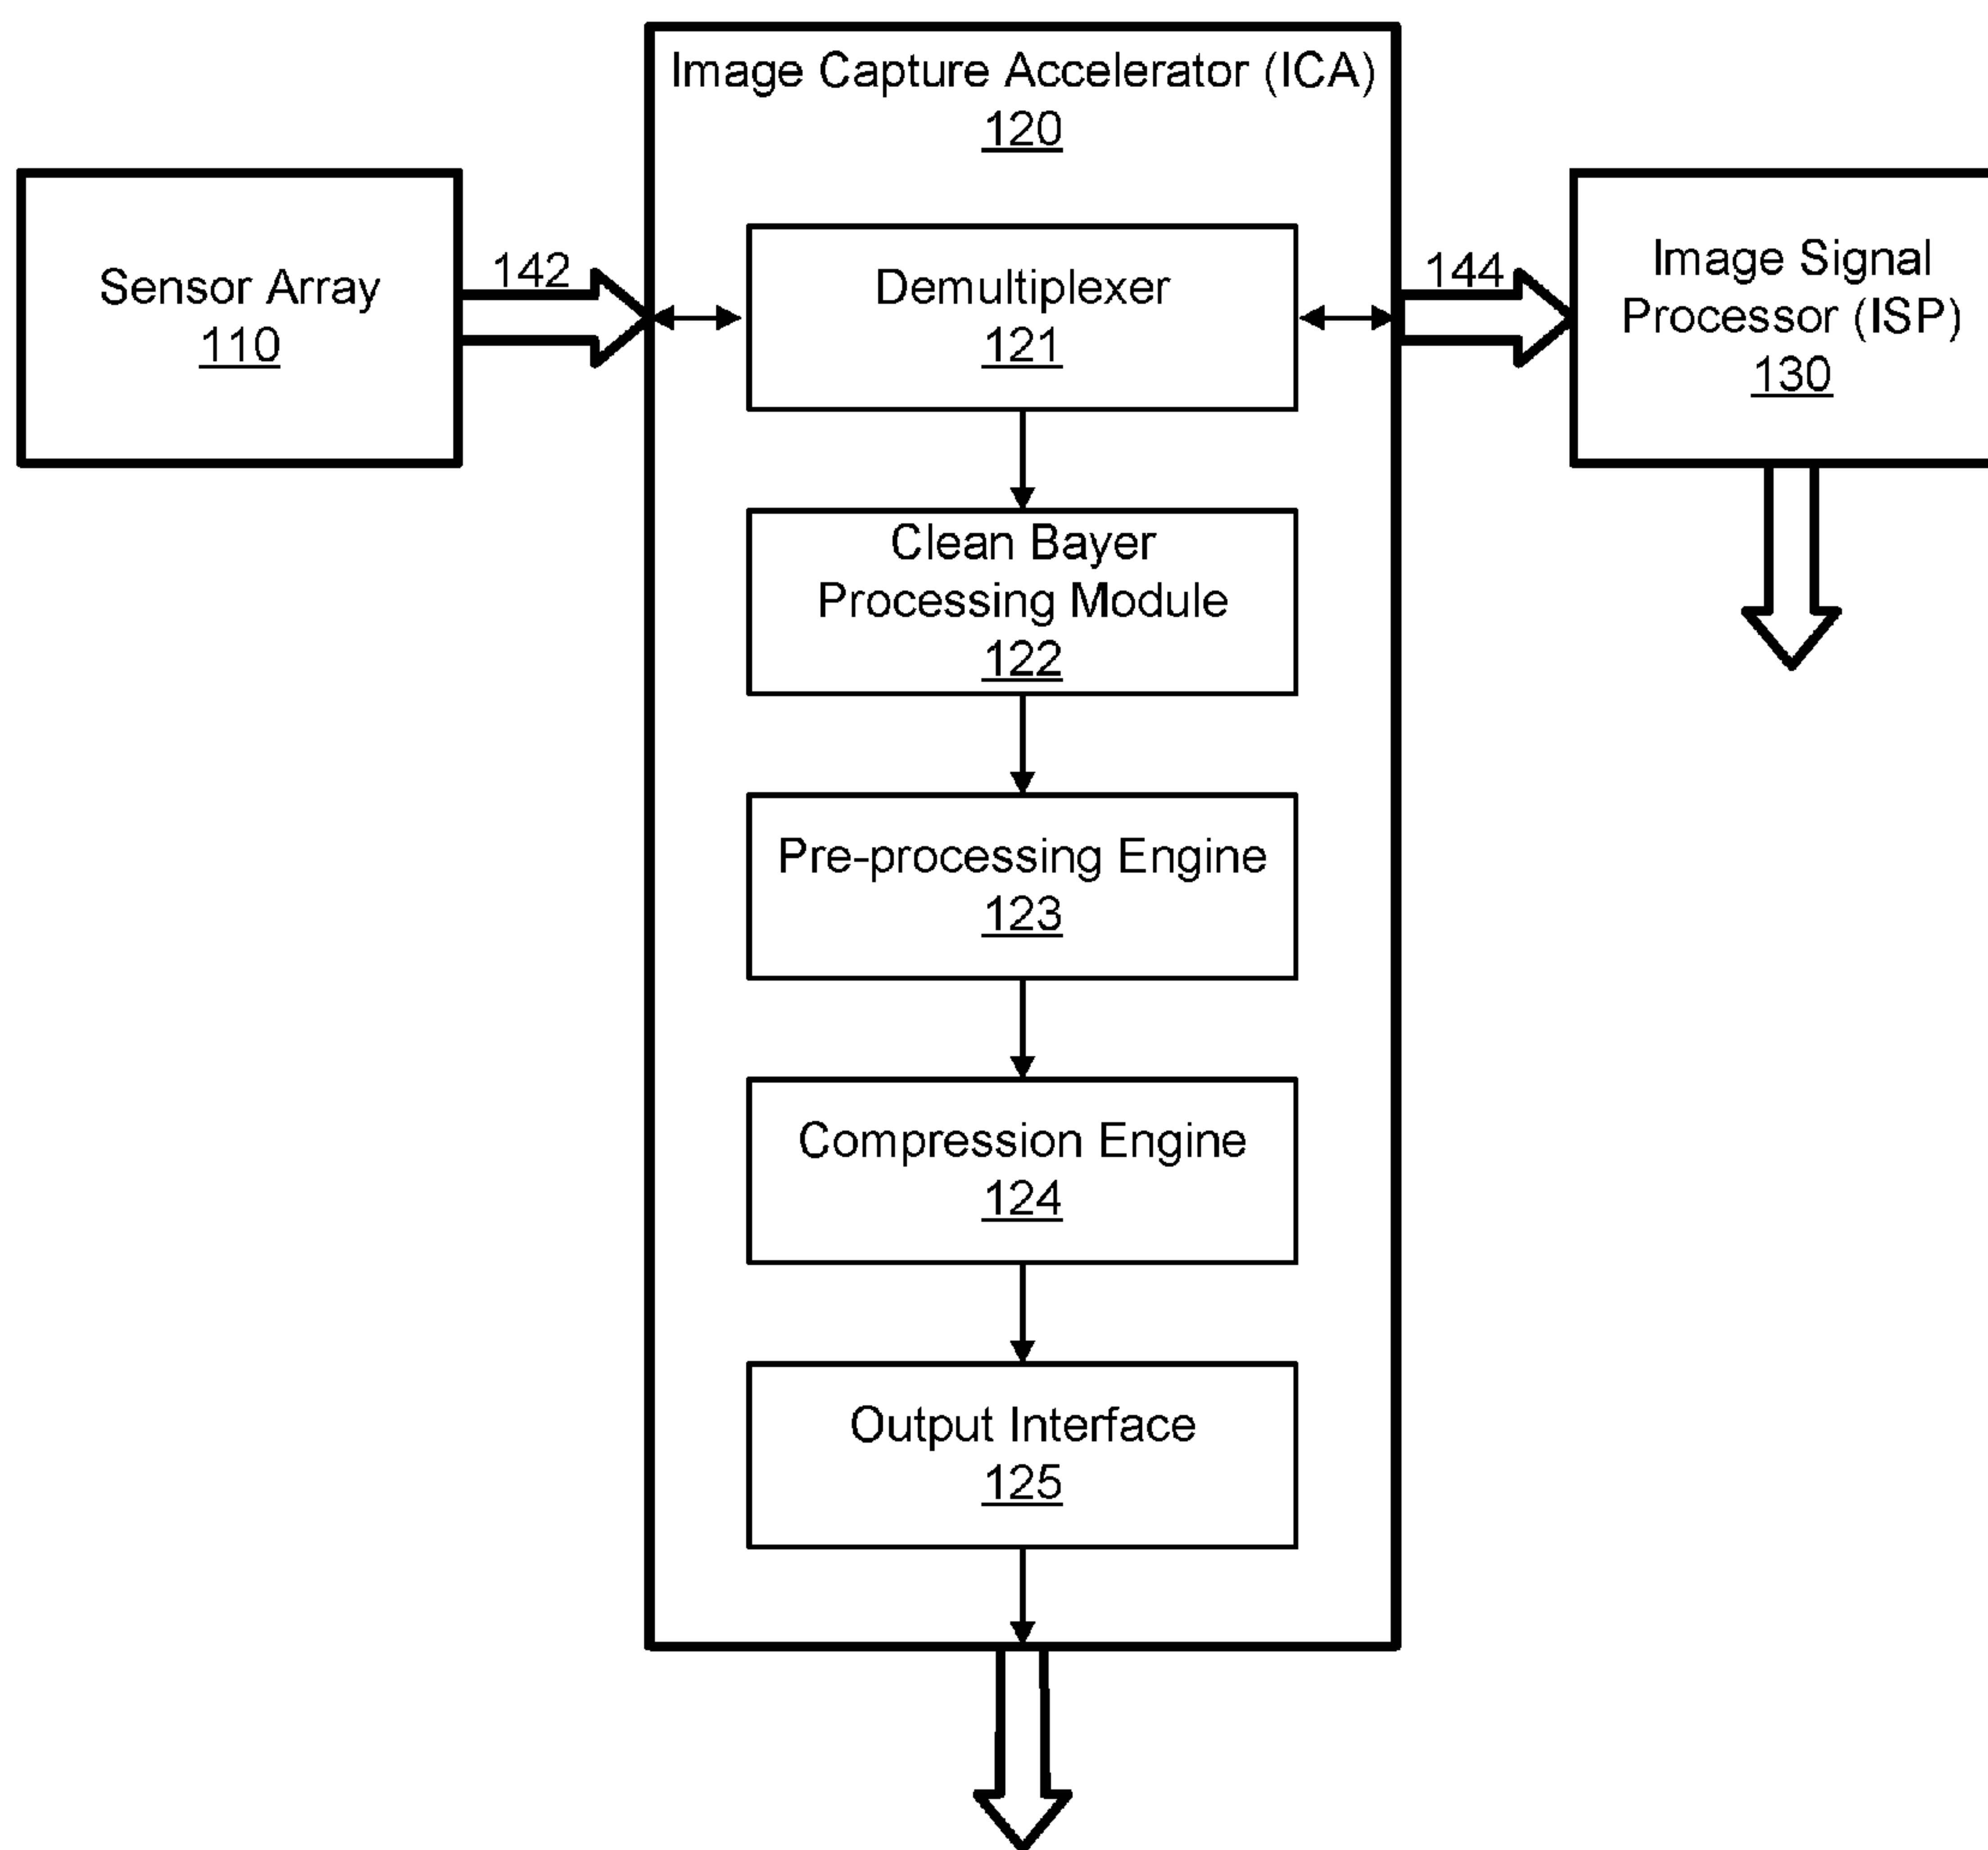 Image Capture Accelerator (ICA)
120
Sensor Array
110
142
Demultiplexer
121
144
Image Signal
Processor (ISP)
130
Clean Bayer
Processing Module
122
Pre-processing Engine
123
Compression Engine
124
Output Interface
125